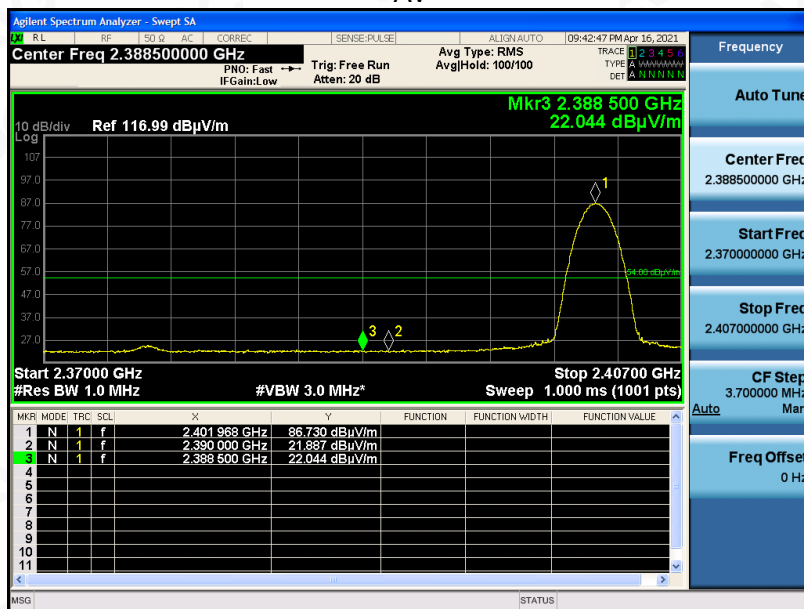 Agilent Spectrum Analyzer - Swept SA
LXI RL RF 50 Ω AC CORREC SENSE:PULSE ALIGN AUTO 09:42:47 PM Apr 16, 2021
Center Freq 2.388500000 GHz
PNO: Fast
IFGain:Low
Trig: Free Run
Atten: 20 dB
Avg Type: RMS
Avg|Hold: 100/100
TRACE 1 2 3 4 5 6
TYPE A WWWWW
DET A N N N N N
Mkr3 2.388 500 GHz
22.044 dBμV/m
10 dB/div Ref 116.99 dBμV/m
Log
107
97.0
87.0
77.0
67.0
57.0
47.0
37.0
27.0
1
54.00 dBμV/m
3
2
Start 2.37000 GHz Stop 2.40700 GHz
#Res BW 1.0 MHz #VBW 3.0 MHz* Sweep 1.000 ms (1001 pts)
MKR MODE TRC SCL X Y FUNCTION FUNCTION WIDTH FUNCTION VALUE
1 N 1 f 2.401 968 GHz 86.730 dBuV/m
2 N 1 f 2.390 000 GHz 21.887 dBuV/m
3 N 1 f 2.388 500 GHz 22.044 dBuV/m
4
5
6
7
8
9
10
11
MSG STATUS
Frequency
Auto Tune
Center Freq
2.388500000 GHz
Start Freq
2.370000000 GHz
Stop Freq
2.407000000 GHz
CF Step
3.700000 MHz
Auto Man
Freq Offset
0 Hz